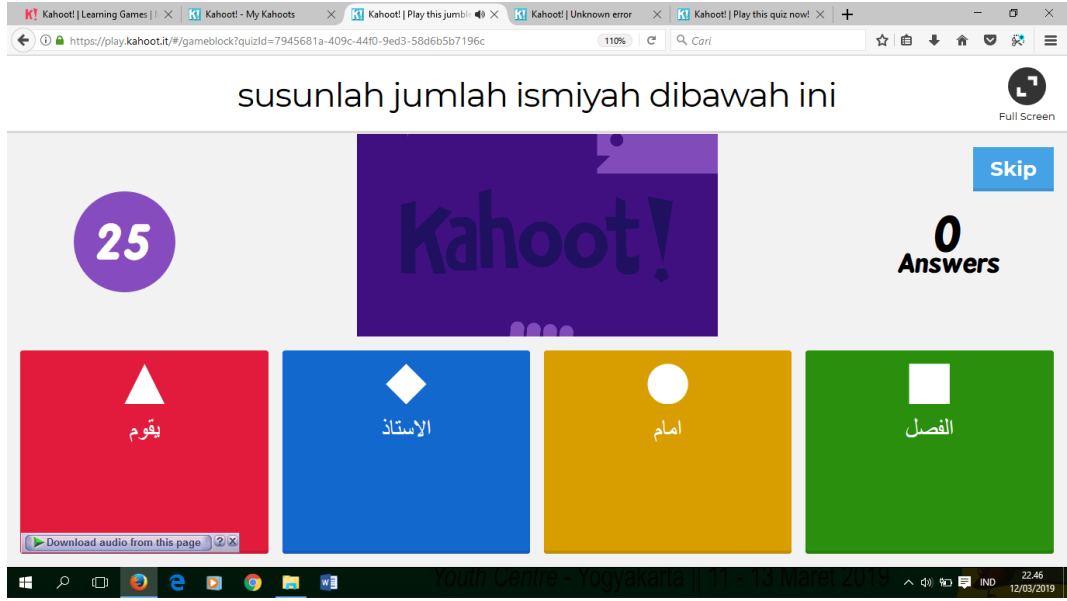 Kahoot! | Learning Games |
Kahoot! - My Kahoots
Kahoot! | Play this jumble
Kahoot! | Unknown error
Kahoot! | Play this quiz now!
https://play.kahoot.it/#/gameblock?quizId=7945681a-409c-44f0-9ed3-58d6b5b7196c
110%
Cari
susunlah jumlah ismiyah dibawah ini
Full Screen
Kahoot!
Skip
25
0
Answers
يقوم
الاستاذ
امام
الفصل
Download audio from this page
Youth Centre - Yogyakarta || 11 - 13 Maret 2019
IND
22.46
12/03/2019